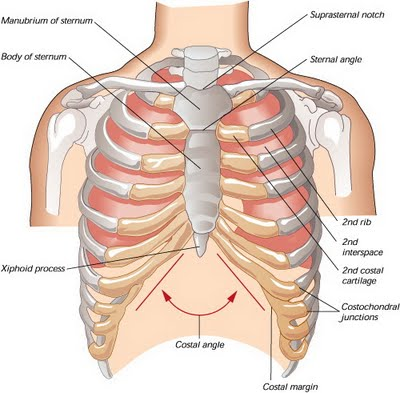 Manubrium of sternum
Suprasternal notch
Body of sternum
Sternal angle
2nd rib
2nd
interspace
Xiphoid process
2nd costal
cartilage
Costochondral
junctions
Costal angle
Costal margin